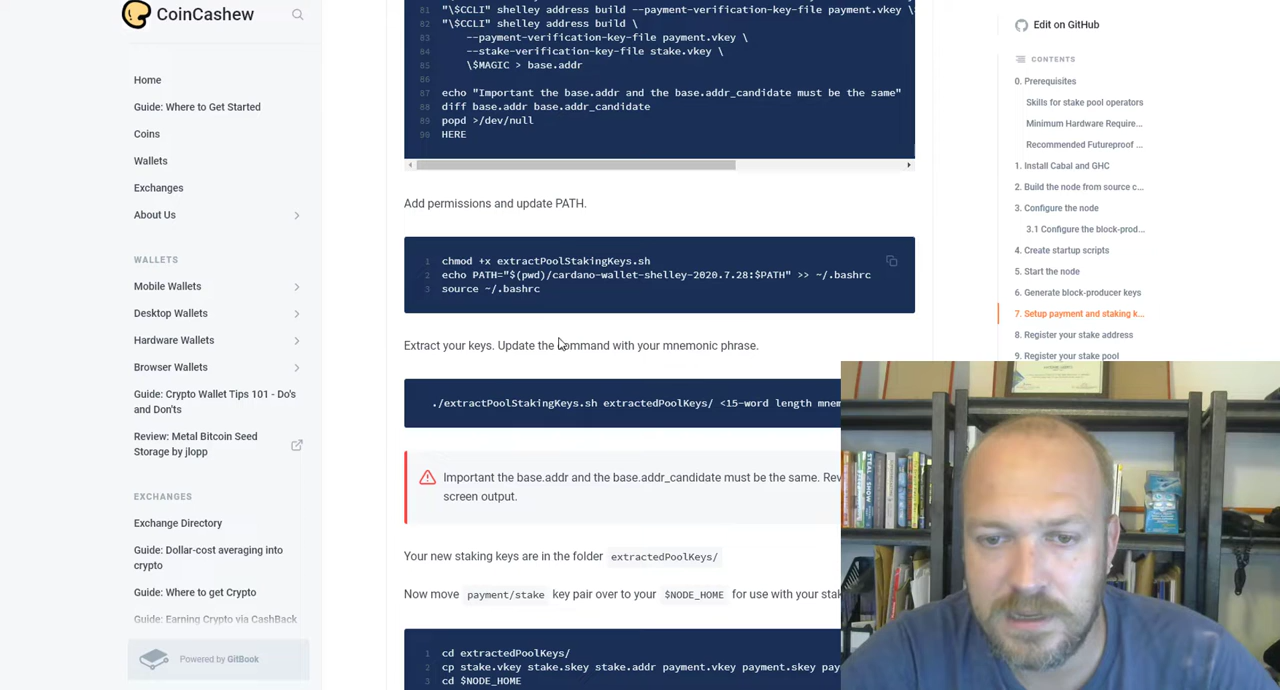 CoinCashew
Home
Guide: Where to Get Started
Coins
Wallets
Exchanges
About Us
WALLETS
Mobile Wallets
Desktop Wallets
Hardware Wallets
Browser Wallets
Guide: Crypto Wallet Tips 101 - Do's
and Don'ts
Review: Metal Bitcoin Seed
Storage by jlopp
EXCHANGES
Exchange Directory
Guide: Dollar-cost averaging into
crypto
Guide: Where to get Crypto
Guide: Earning Crypto via CashBack
Powered by GitBook
81 "\$CCLI" shelley address build --payment-verification-key-file payment.vkey \
82 "\$CCLI" shelley address build \
83 --payment-verification-key-file payment.vkey \
84 --stake-verification-key-file stake.vkey \
85 \$MAGIC > base.addr
86
87 echo "Important the base.addr and the base.addr_candidate must be the same"
88 diff base.addr base.addr_candidate
89 popd >/dev/null
90 HERE
Add permissions and update PATH.
1 chmod +x extractPoolStakingKeys.sh
2 echo PATH="$(pwd)/cardano-wallet-shelley-2020.7.28:$PATH" >> ~/.bashrc
3 source ~/.bashrc
Extract your keys. Update the command with your mnemonic phrase.
./extractPoolStakingKeys.sh extractedPoolKeys/ <15-word length mnem
Important the base.addr and the base.addr_candidate must be the same. Rev
screen output.
Your new staking keys are in the folder extractedPoolKeys/
Now move payment/stake key pair over to your $NODE_HOME for use with your stak
1 cd extractedPoolKeys/
2 cp stake.vkey stake.skey stake.addr payment.vkey payment.skey pay
3 cd $NODE_HOME
Edit on GitHub
CONTENTS
0. Prerequisites
Skills for stake pool operators
Minimum Hardware Require...
Recommended Futureproof ...
1. Install Cabal and GHC
2. Build the node from source c...
3. Configure the node
3.1 Configure the block-prod...
4. Create startup scripts
5. Start the node
6. Generate block-producer keys
7. Setup payment and staking k...
8. Register your stake address
9. Register your stake pool
STEAL
SHOW